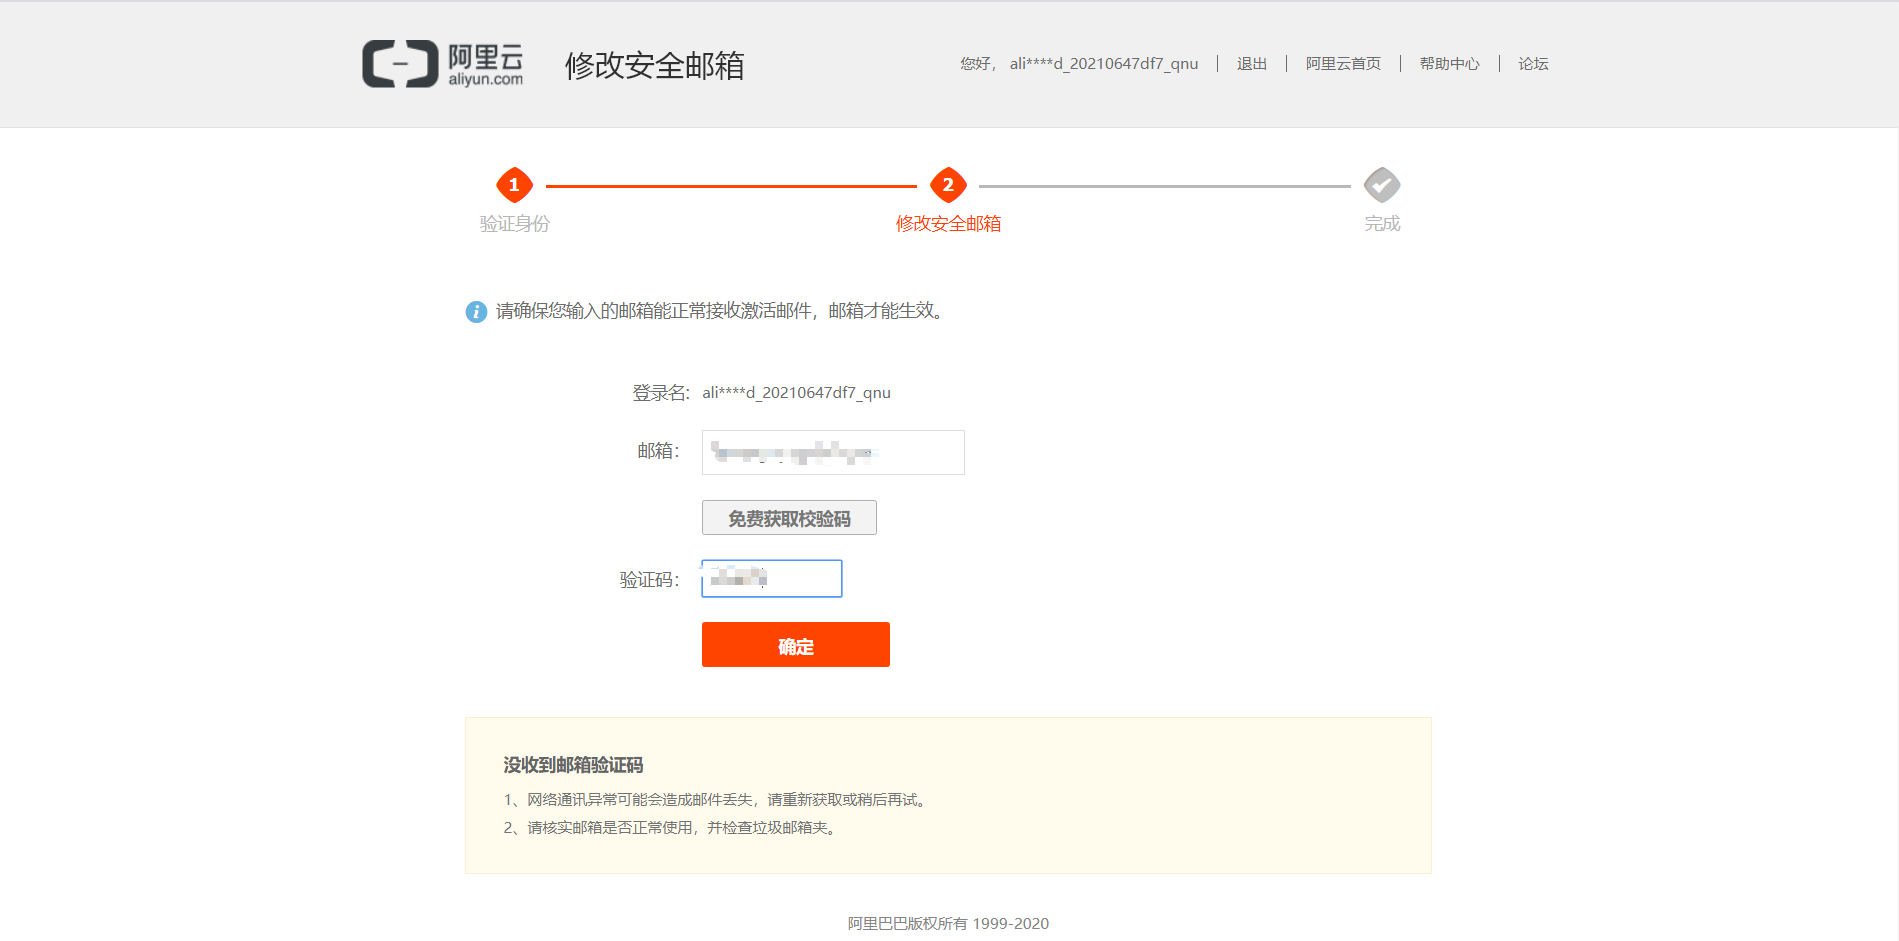 阿里云
aliyun.com
修改安全邮箱
您好， ali****d_20210647df7_qnu | 退出 | 阿里云首页 | 帮助中心 | 论坛
1
2
验证身份
修改安全邮箱
完成
请确保您输入的邮箱能正常接收激活邮件，邮箱才能生效。
登录名： ali****d_20210647df7_qnu
邮箱：
免费获取校验码
验证码：
确定
没收到邮箱验证码
1、网络通讯异常可能会造成邮件丢失，请重新获取或稍后再试。
2、请核实邮箱是否正常使用，并检查垃圾邮箱夹。
阿里巴巴版权所有 1999-2020